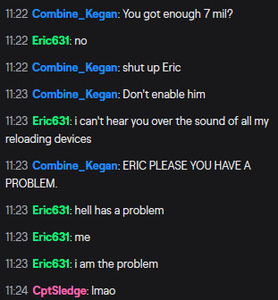 11:22 Combine_Kegan: You got enough 7 mil?
11:22 Eric631: no
11:22 Combine_Kegan: shut up Eric
11:23 Combine_Kegan: Don't enable him
11:23 Eric631: i can't hear you over the sound of all my
reloading devices
11:23 Combine_Kegan: ERIC PLEASE YOU HAVE A
PROBLEM.
11:23 Eric631: hell has a problem
11:23 Eric631: me
11:23 Eric631: i am the problem
11:24 CptSledge: lmao